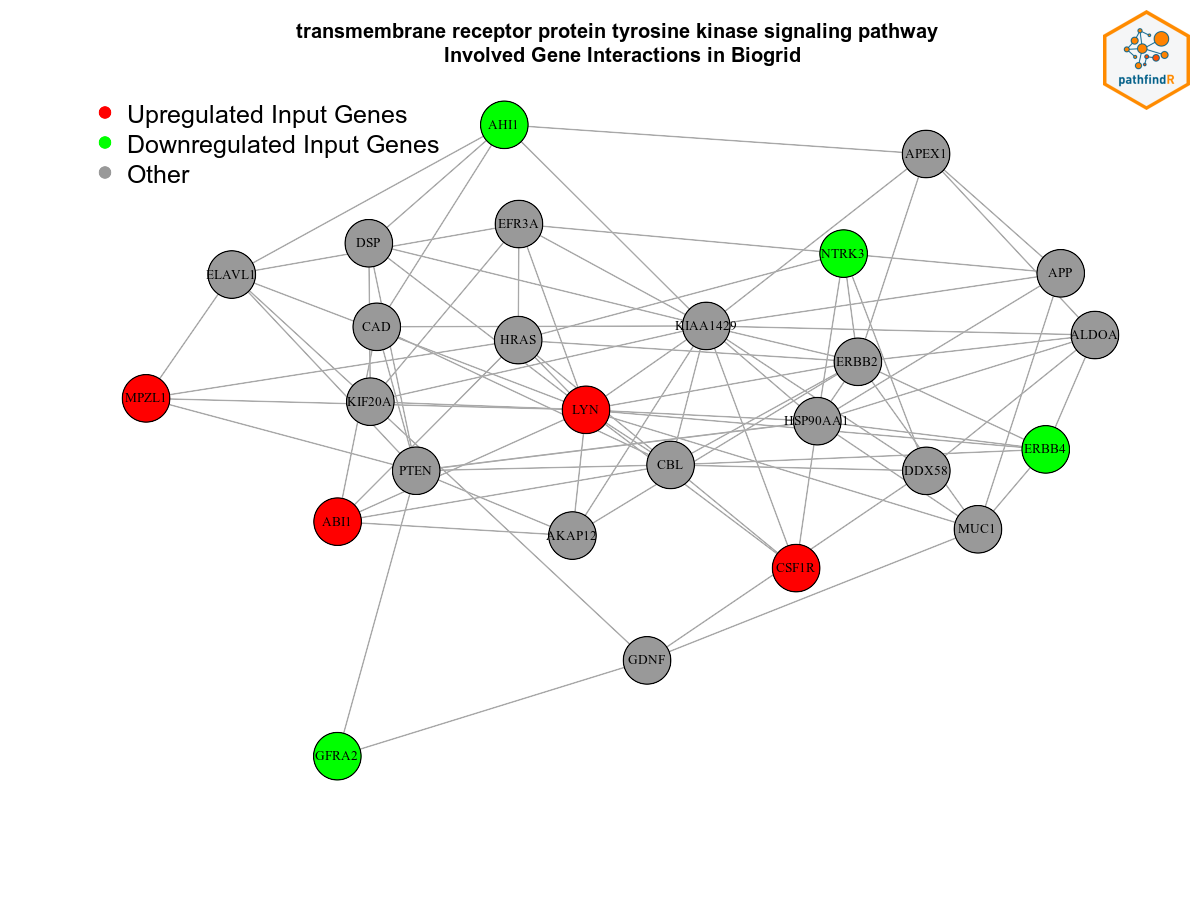 transmembrane receptor protein tyrosine kinase signaling pathway
Involved Gene Interactions in Biogrid
pathfindR
Upregulated Input Genes
Downregulated Input Genes
Other
AHI1
APEX1
EFR3A
DSP
NTRK3
ELAVL1
APP
CAD
KIAA1429
HRAS
ALDOA
ERBB2
MPZL1
KIF20A
LYN
HSP90AA1
ERBB4
PTEN
CBL
DDX58
ABI1
AKAP12
MUC1
CSF1R
GDNF
GFRA2